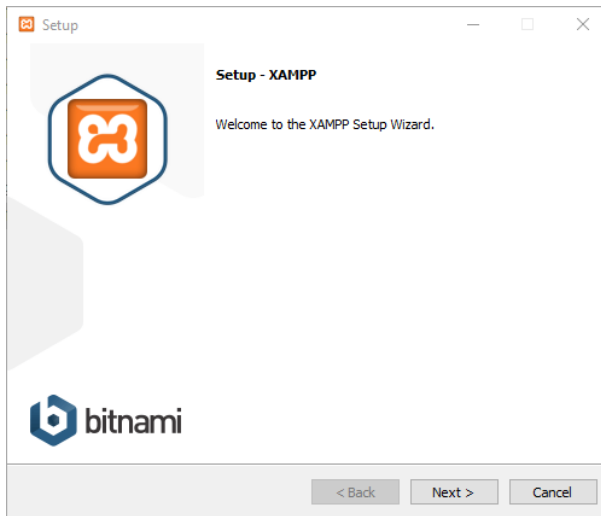 Setup
Setup - XAMPP
Welcome to the XAMPP Setup Wizard.
bitnami
< Back
Next >
Cancel